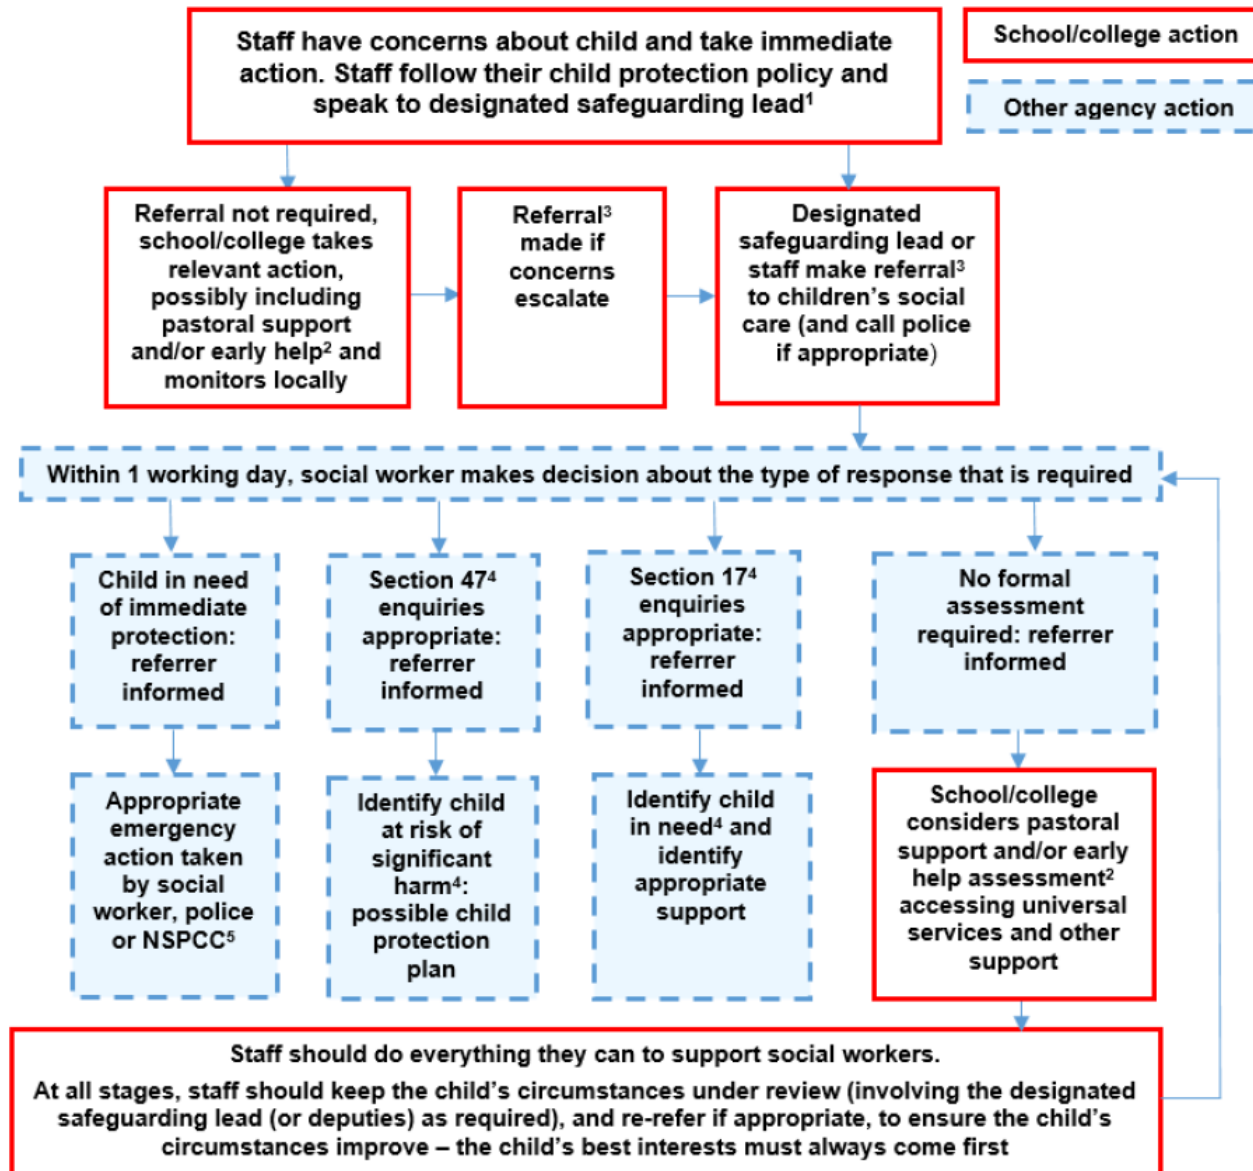 Staff have concerns about child and take immediate
action. Staff follow their child protection policy and
speak to designated safeguarding lead¹
School/college action
Other agency action
Referral not required,
school/college takes
relevant action,
possibly including
pastoral support
and/or early help² and
monitors locally
Referral³
made if
concerns
escalate
Designated
safeguarding lead or
staff make referral³
to children's social
care (and call police
if appropriate)
Within 1 working day, social worker makes decision about the type of response that is required
Child in need
of immediate
protection:
referrer
informed
Section 47⁴
enquiries
appropriate:
referrer
informed
Section 17⁴
enquiries
appropriate:
referrer
informed
No formal
assessment
required: referrer
informed
Appropriate
emergency
action taken
by social
worker, police
or NSPCC⁵
Identify child
at risk of
significant
harm⁴:
possible child
protection
plan
Identify child
in need⁴ and
identify
appropriate
support
School/college
considers pastoral
support and/or early
help assessment²
accessing universal
services and other
support
Staff should do everything they can to support social workers.
At all stages, staff should keep the child's circumstances under review (involving the designated
safeguarding lead (or deputies) as required), and re-refer if appropriate, to ensure the child's
circumstances improve – the child's best interests must always come first